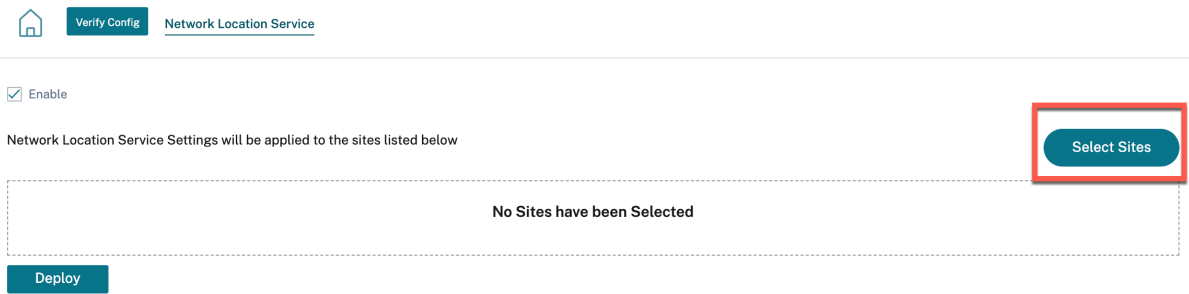 Verify Config
Network Location Service
Enable
Network Location Service Settings will be applied to the sites listed below
Select Sites
No Sites have been Selected
Deploy